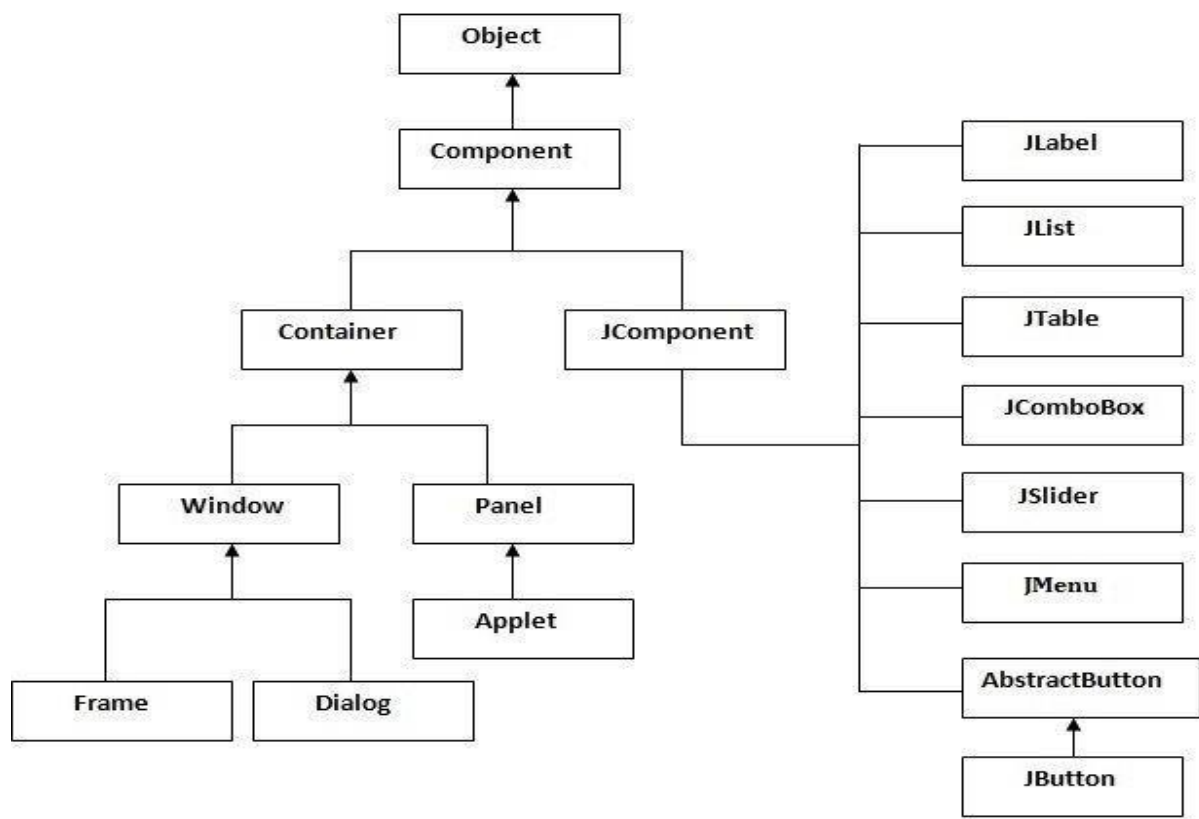 Object
Component
Container
JComponent
Window
Panel
Applet
Frame
Dialog
JLabel
JList
JTable
JComboBox
JSlider
JMenu
AbstractButton
JButton